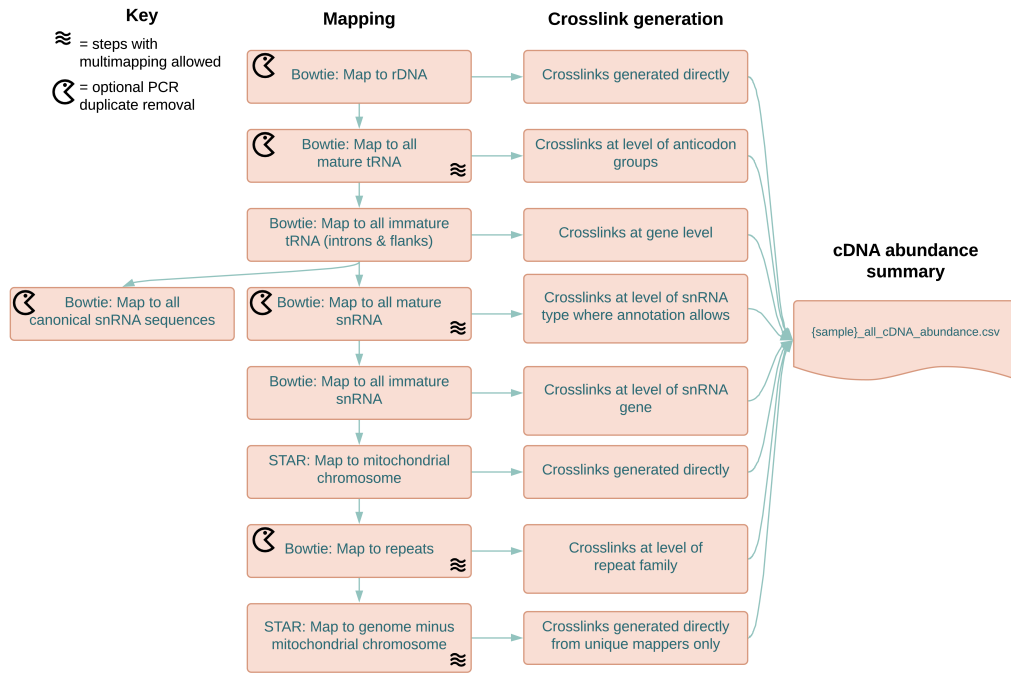 Key
= steps with
multimapping allowed
= optional PCR
duplicate removal
Mapping
Crosslink generation
Bowtie: Map to rDNA
Crosslinks generated directly
Bowtie: Map to all
mature tRNA
Crosslinks at level of anticodon
groups
Bowtie: Map to all immature
tRNA (introns & flanks)
Crosslinks at gene level
Bowtie: Map to all
canonical snRNA sequences
Bowtie: Map to all mature
snRNA
Crosslinks at level of snRNA
type where annotation allows
Bowtie: Map to all immature
snRNA
Crosslinks at level of snRNA
gene
STAR: Map to mitochondrial
chromosome
Crosslinks generated directly
Bowtie: Map to repeats
Crosslinks at level of
repeat family
STAR: Map to genome minus
mitochondrial chromosome
Crosslinks generated directly
from unique mappers only
cDNA abundance
summary
{sample}_all_cDNA_abundance.csv